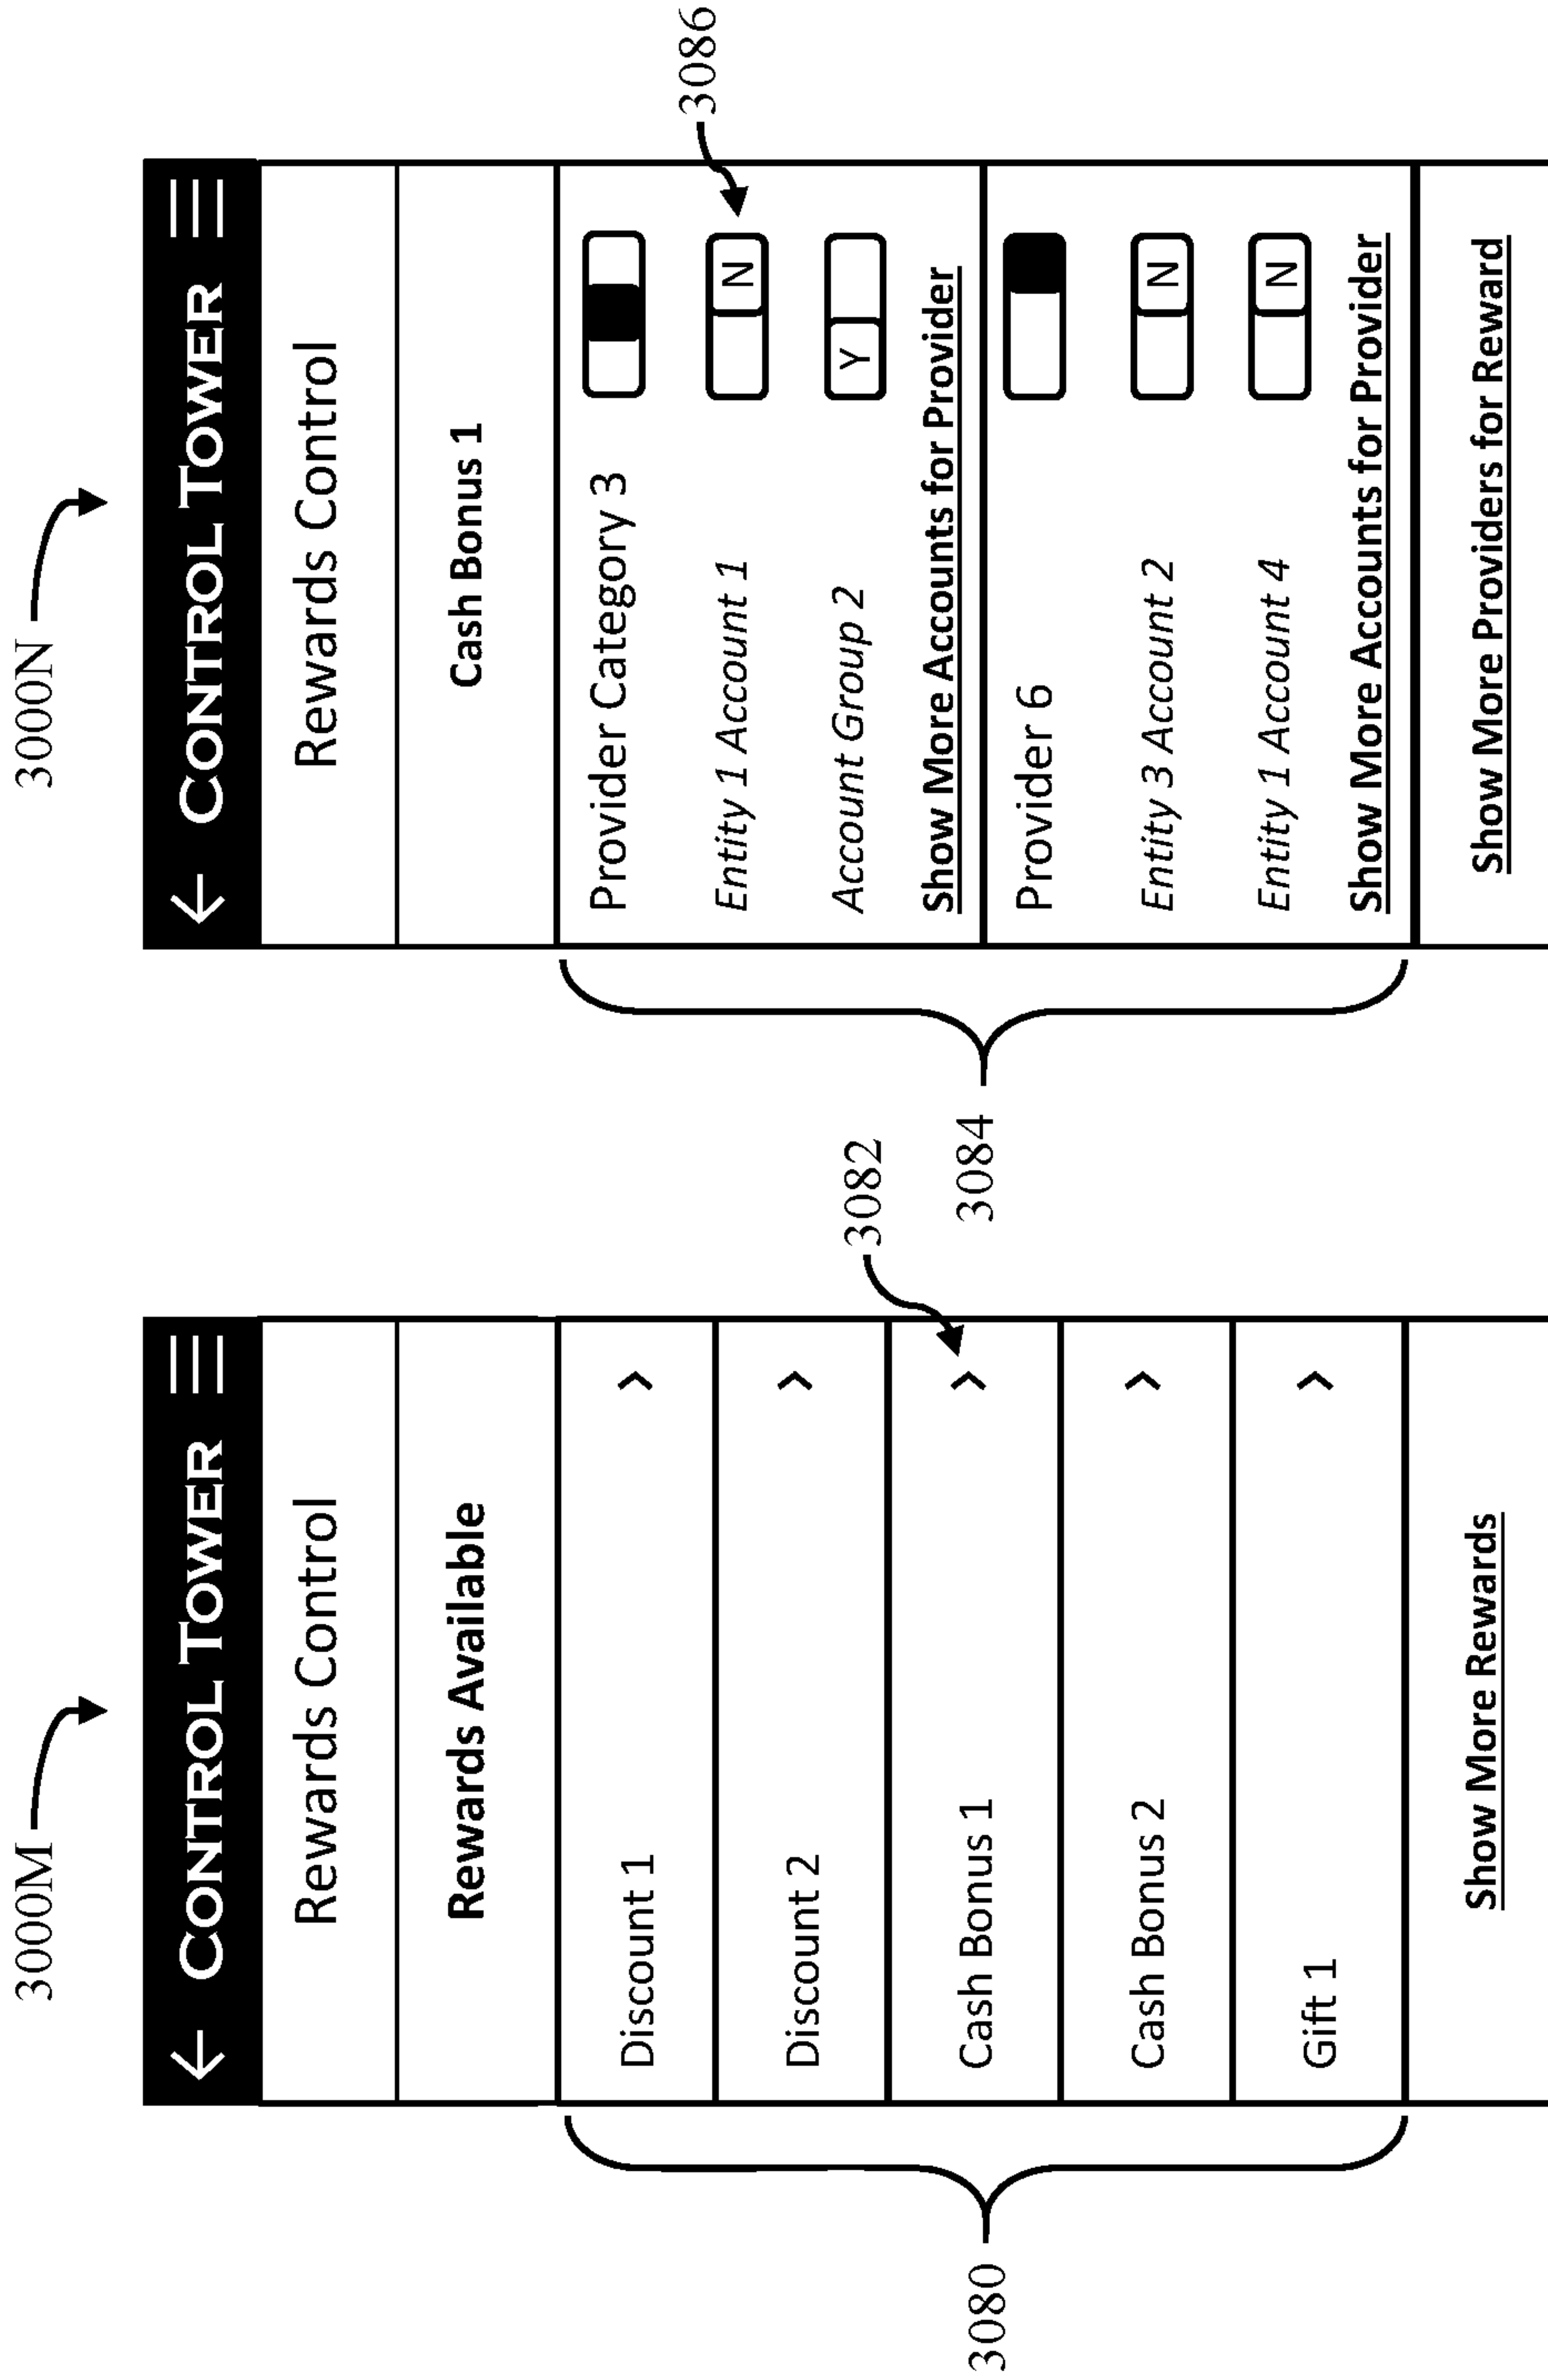 3000M
CONTROL TOWER
Rewards Control
Rewards Available
Discount 1
Discount 2
Cash Bonus 1
Cash Bonus 2
Gift 1
Show More Rewards
3080
3082
3000N
CONTROL TOWER
Rewards Control
Cash Bonus 1
Provider Category 3
Entity 1 Account 1 N
Account Group 2 Y
Show More Accounts for Provider
Provider 6
Entity 3 Account 2 N
Entity 1 Account 4 N
Show More Accounts for Provider
Show More Providers for Reward
3084
3086